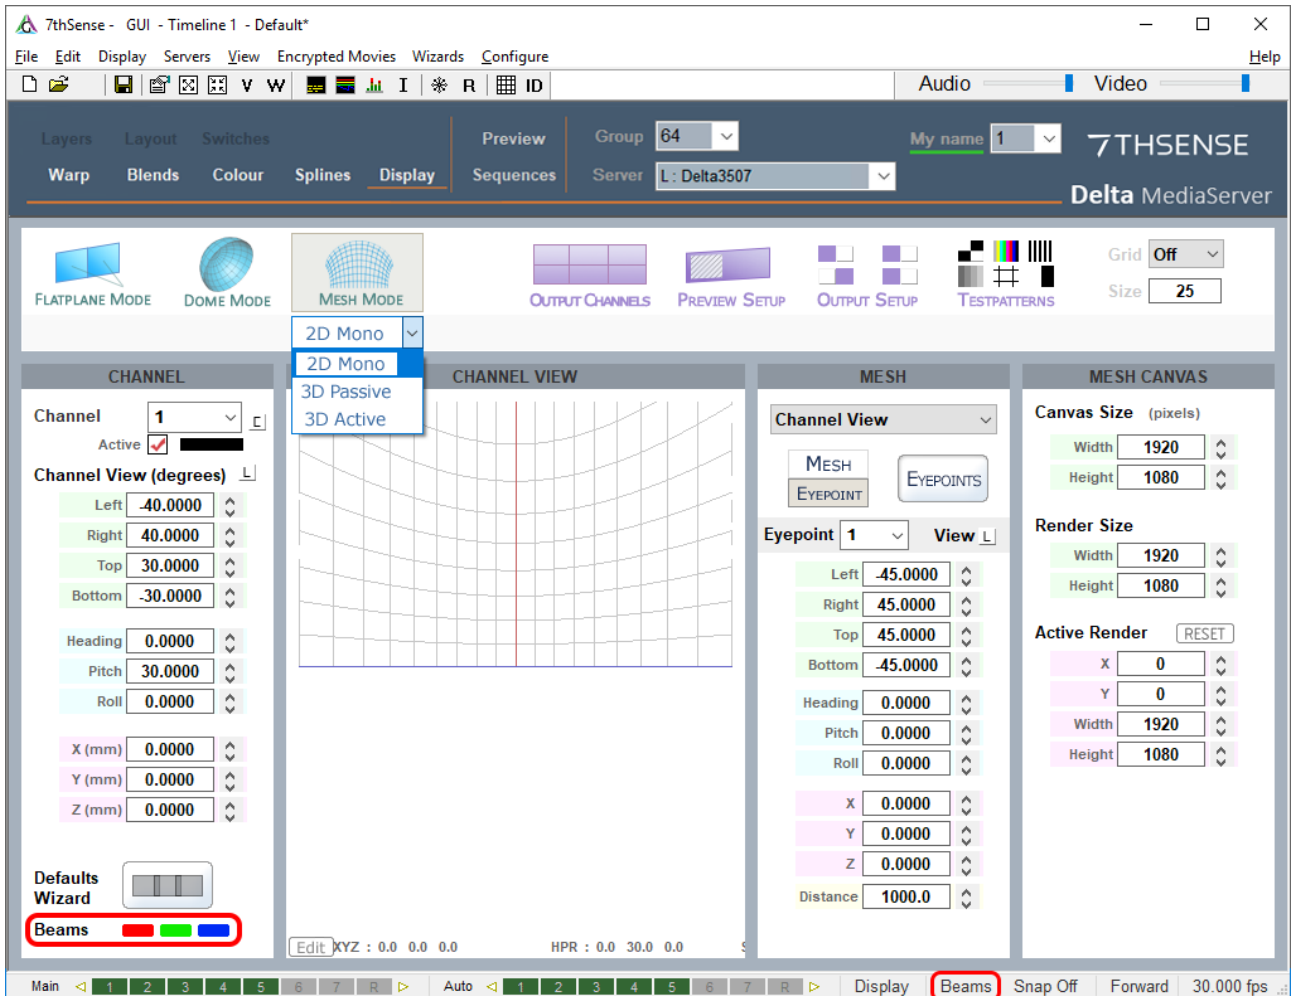 7thSense - GUI - Timeline 1 - Default*
File Edit Display Servers View Encrypted Movies Wizards Configure Help
V W I R ID Audio Video
Layers Layout Switches Preview Group 64 My name 1 7THSENSE
Warp Blends Colour Splines Display Sequences Server L : Delta3507
Delta MediaServer
FLATPLANE MODE DOME MODE MESH MODE OUTPUT CHANNELS PREVIEW SETUP OUTPUT SETUP TESTPATTERNS
Grid Off
Size 25
2D Mono
2D Mono
3D Passive
3D Active
CHANNEL
Channel 1 C
Active
Channel View (degrees) L
Left -40.0000
Right 40.0000
Top 30.0000
Bottom -30.0000
Heading 0.0000
Pitch 30.0000
Roll 0.0000
X (mm) 0.0000
Y (mm) 0.0000
Z (mm) 0.0000
Defaults
Wizard
Beams
CHANNEL VIEW
Edit XYZ : 0.0 0.0 0.0 HPR : 0.0 30.0 0.0
MESH
Channel View
MESH
EYEPOINT
EYEPOINTS
Eyepoint 1 View L
Left -45.0000
Right 45.0000
Top 45.0000
Bottom -45.0000
Heading 0.0000
Pitch 0.0000
Roll 0.0000
X 0.0000
Y 0.0000
Z 0.0000
Distance 1000.0
MESH CANVAS
Canvas Size (pixels)
Width 1920
Height 1080
Render Size
Width 1920
Height 1080
Active Render RESET
X 0
Y 0
Width 1920
Height 1080
Main 1 2 3 4 5 6 7 R Auto 1 2 3 4 5 6 7 R Display Beams Snap Off Forward 30.000 fps